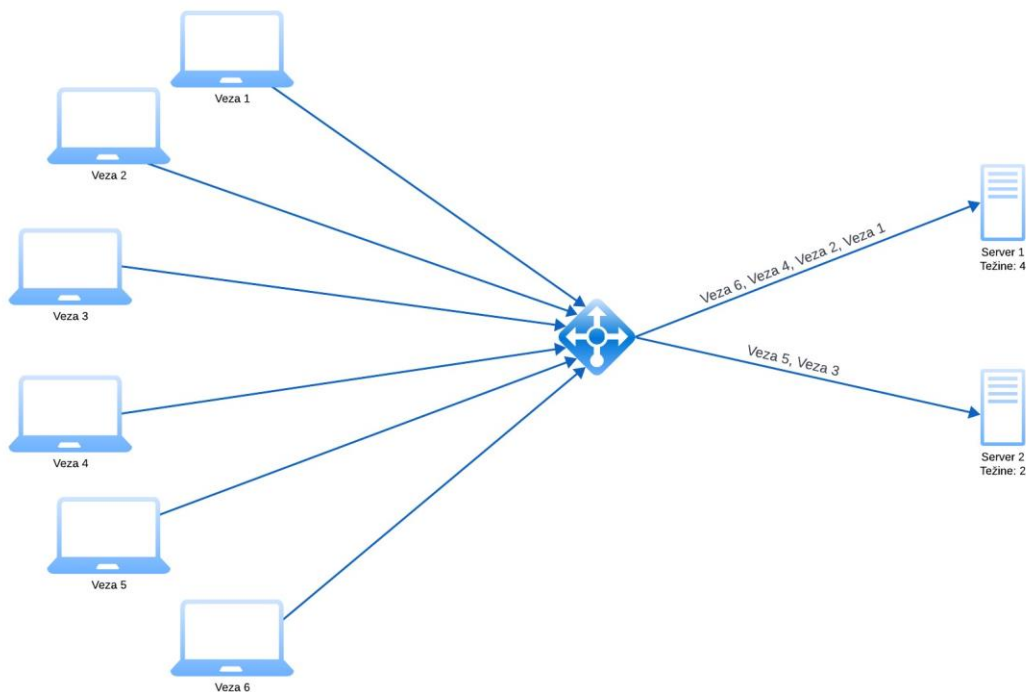 Veza 1
Veza 2
Veza 3
Veza 4
Veza 5
Veza 6
Veza 6, Veza 4, Veza 2, Veza 1
Veza 5, Veza 3
Server 1
Težine: 4
Server 2
Težine: 2